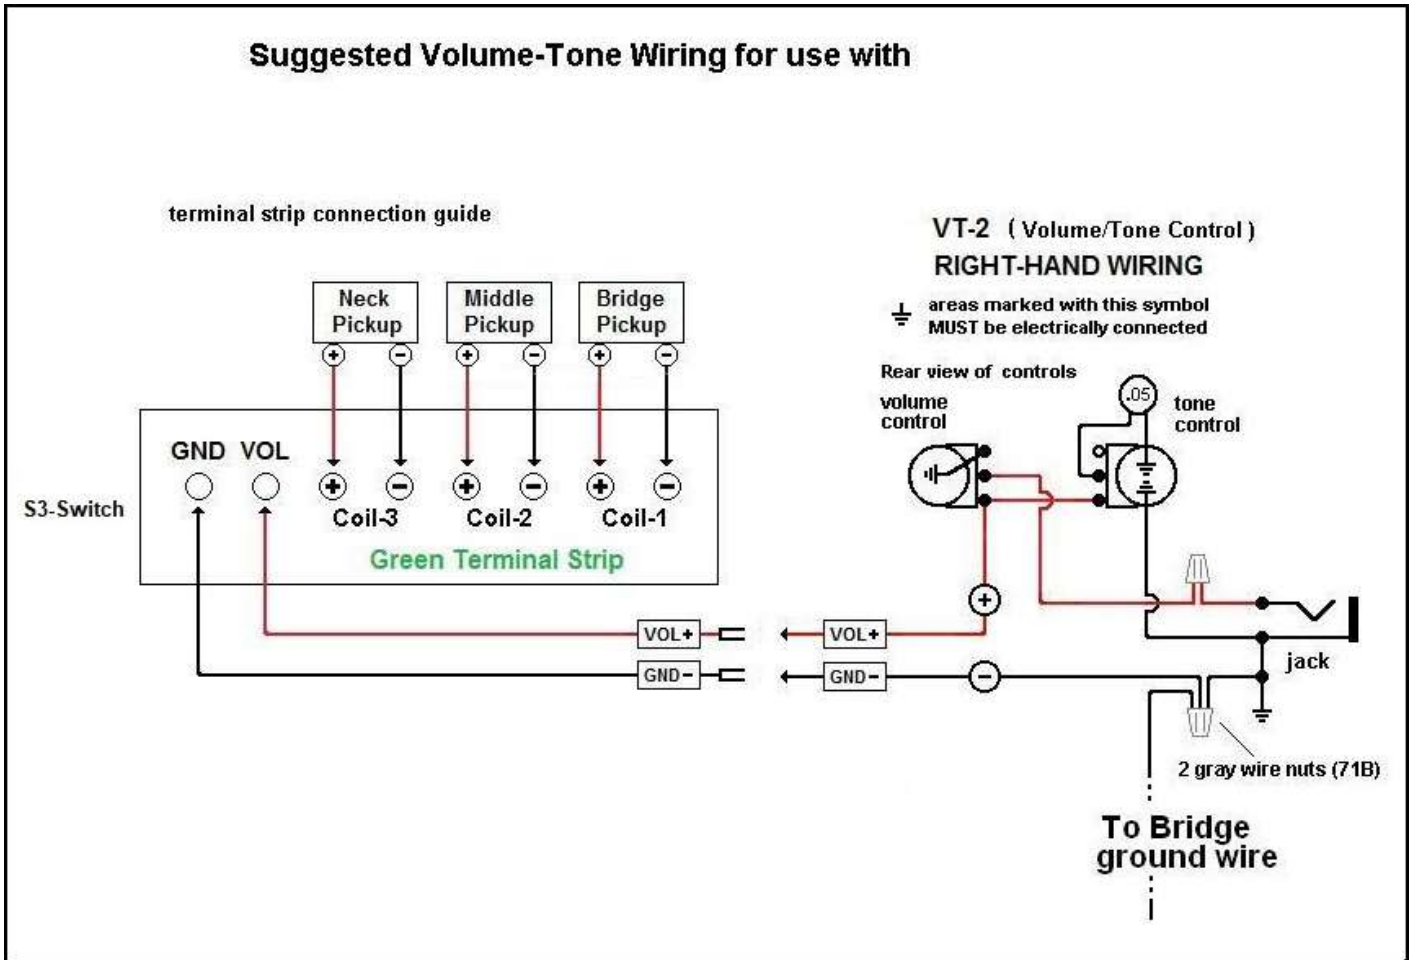 Suggested Volume-Tone Wiring for use with
terminal strip connection guide
VT-2 ( Volume/Tone Control )
RIGHT-HAND WIRING
areas marked with this symbol
MUST be electrically connected
Neck
Pickup
Middle
Pickup
Bridge
Pickup
+ - + - + -
Rear view of controls
volume
control
.05
tone
control
GND VOL
+ - + - + -
S3-Switch
Coil-3 Coil-2 Coil-1
Green Terminal Strip
+
VOL+ VOL+
GND- GND-
-
jack
2 gray wire nuts (71B)
To Bridge
ground wire